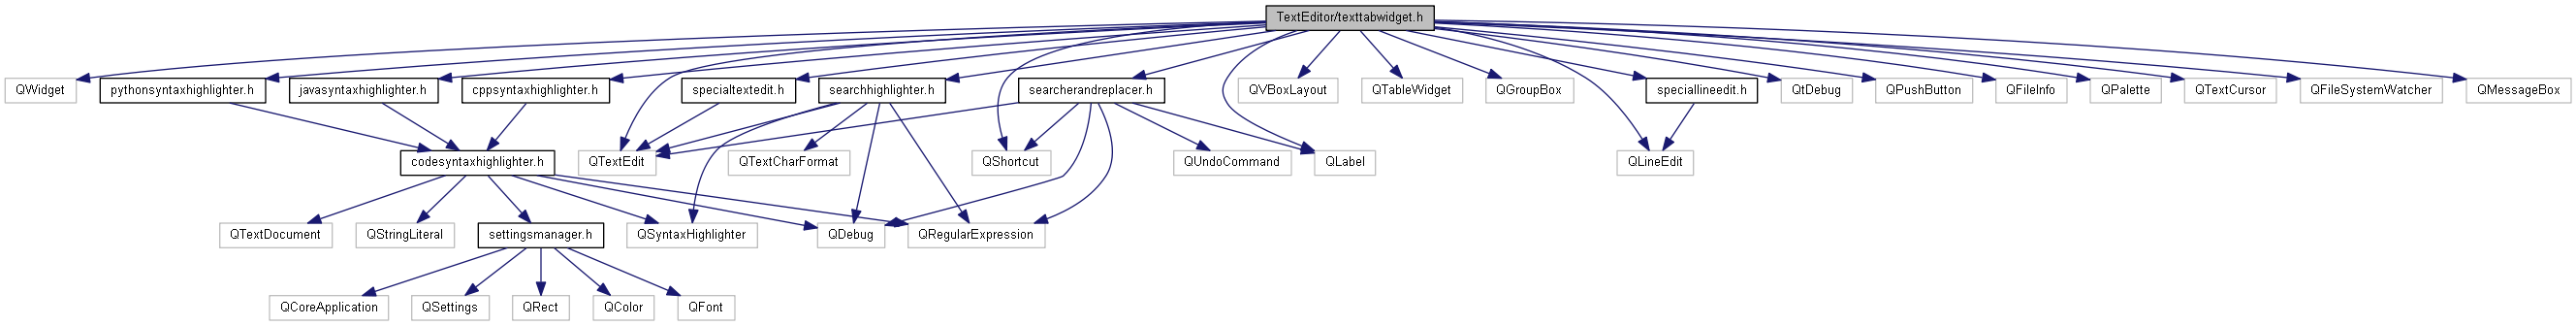 TextEditor/texttabwidget.h
QWidget
pythonsyntaxhighlighter.h
javasyntaxhighlighter.h
cppsyntaxhighlighter.h
specialtextedit.h
searchhighlighter.h
searcherandreplacer.h
QVBoxLayout
QTableWidget
QGroupBox
speciallineedit.h
QtDebug
QPushButton
QFileInfo
QPalette
QTextCursor
QFileSystemWatcher
QMessageBox
codesyntaxhighlighter.h
QTextEdit
QTextCharFormat
QShortcut
QUndoCommand
QLabel
QLineEdit
QTextDocument
QStringLiteral
settingsmanager.h
QSyntaxHighlighter
QDebug
QRegularExpression
QCoreApplication
QSettings
QRect
QColor
QFont